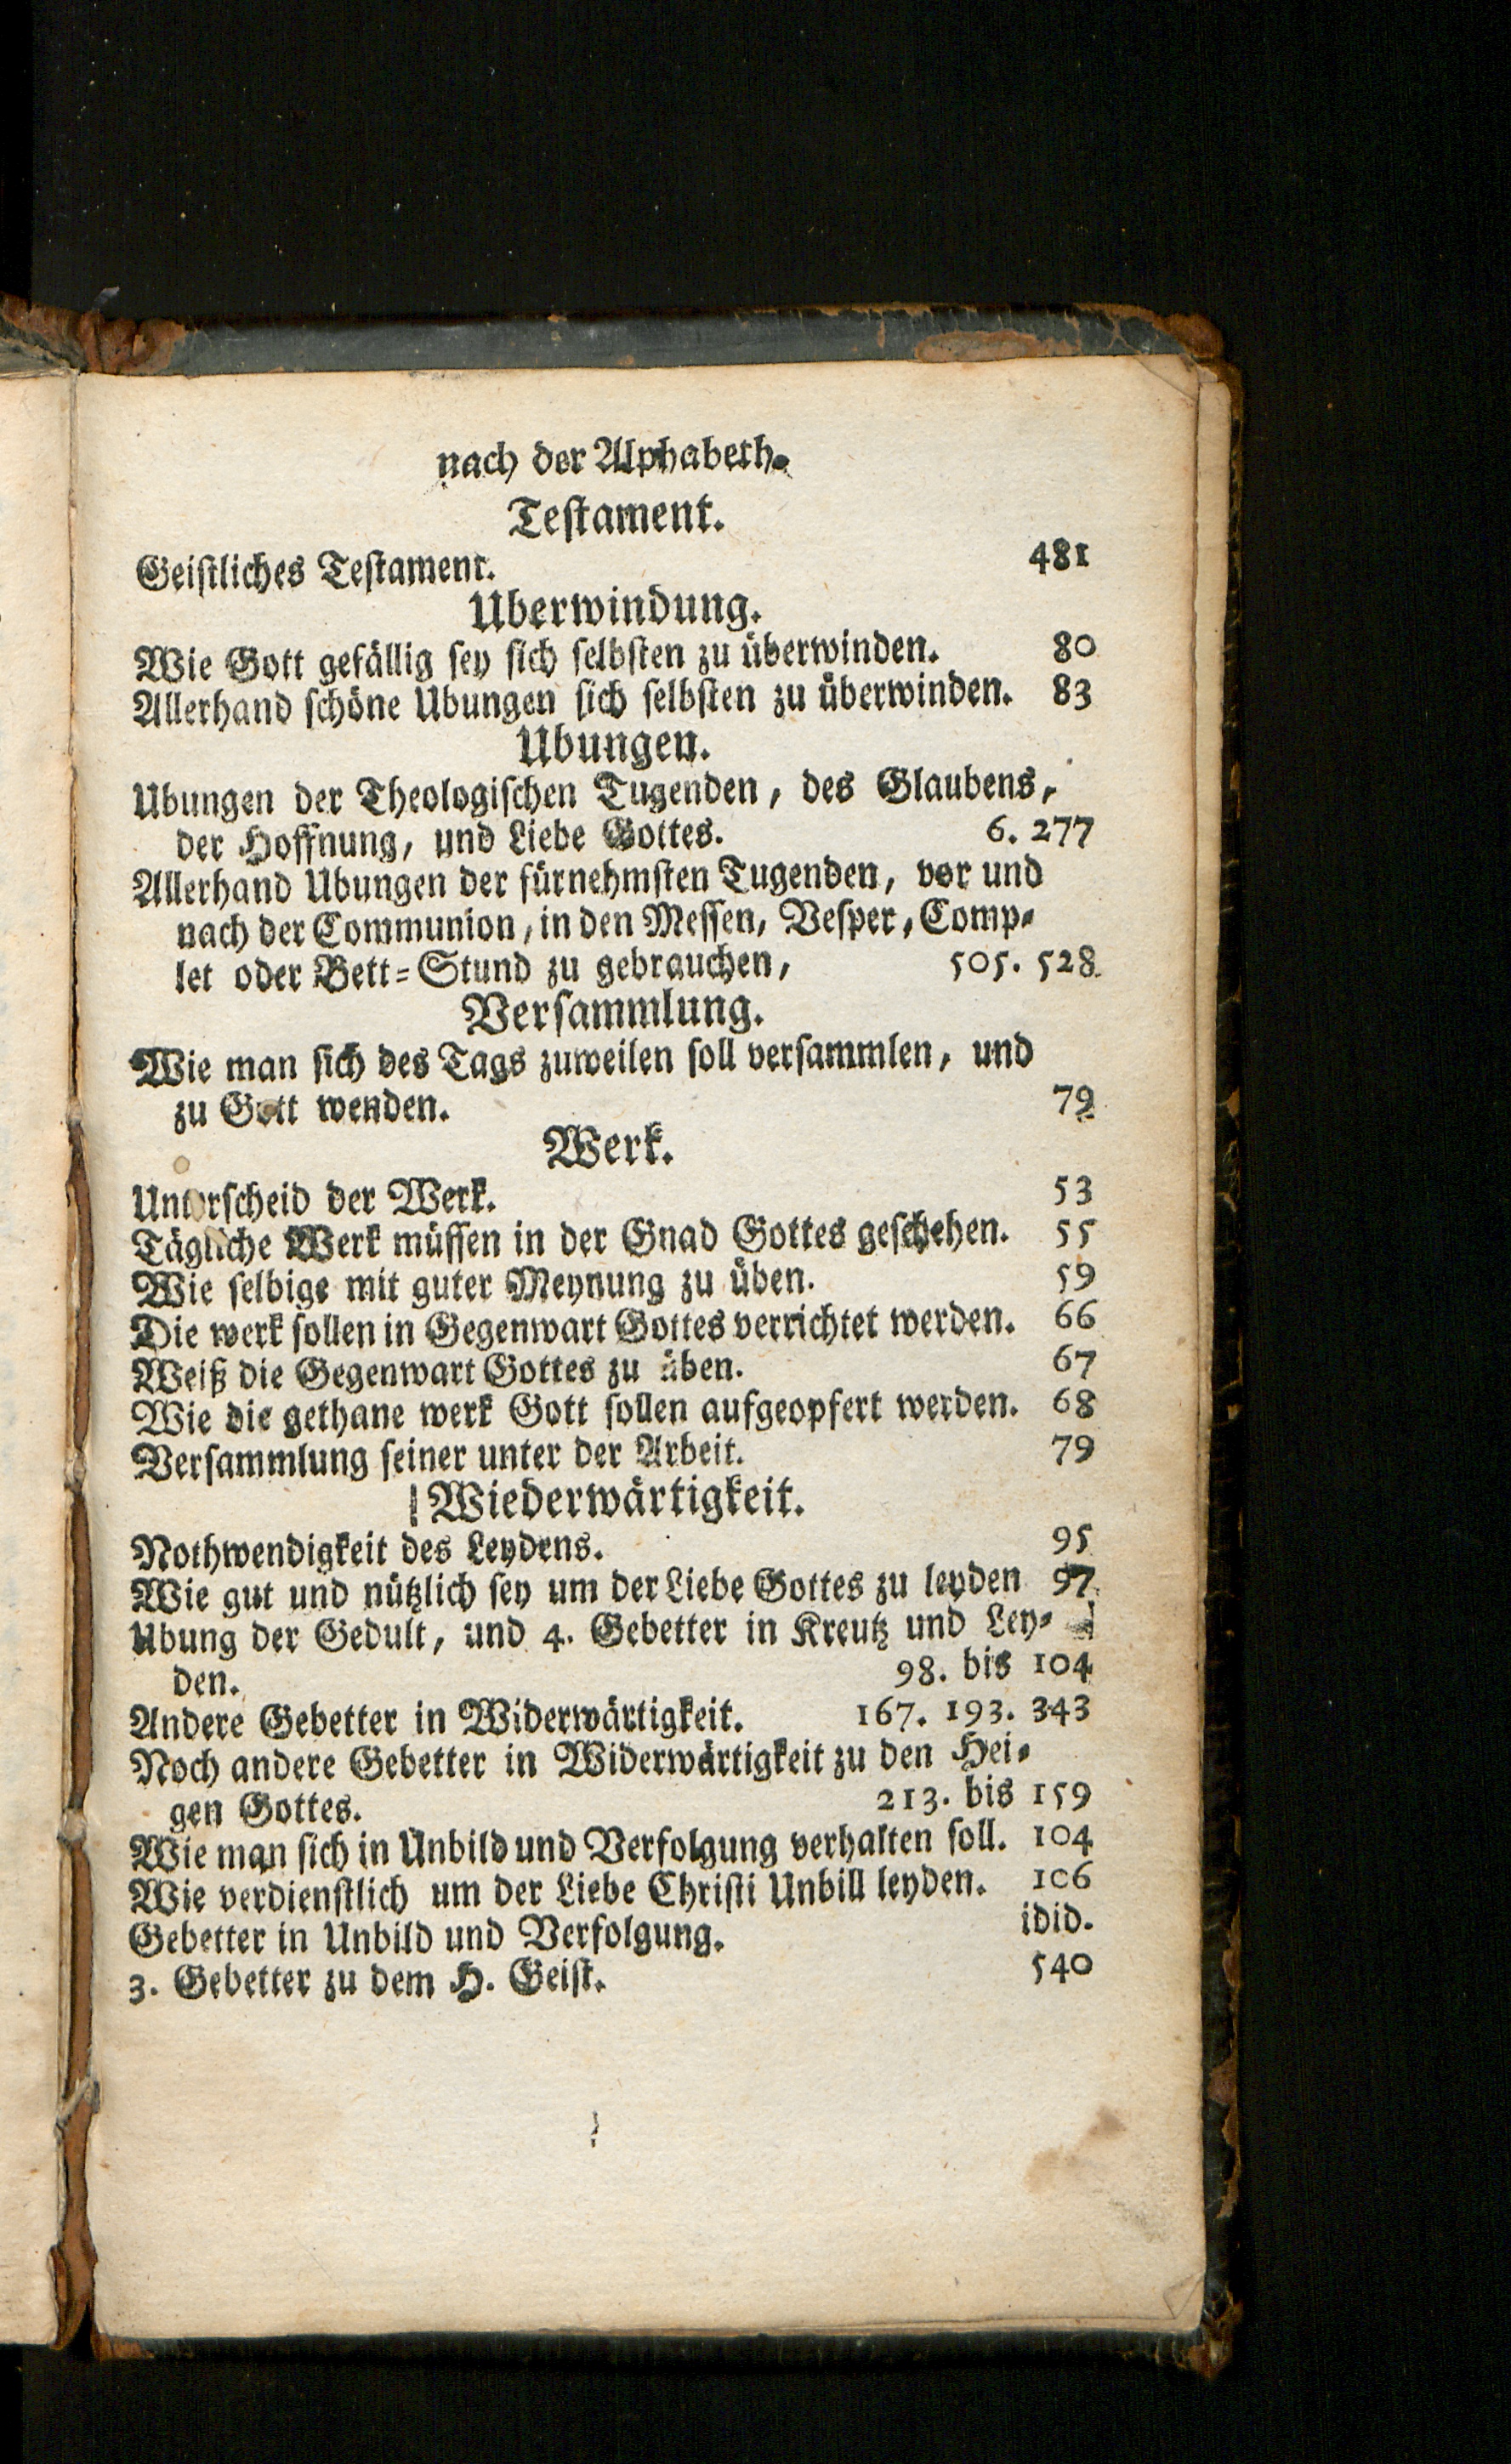 nach der Alphabeth.
Testament.
Geistliches Testament. 481
Uberwindung.
Wie Gott gefällig sey sich selbsten zu überwinden. 80
Allerhand schöne Ubungen sich selbsten zu überwinden. 83
Ubungen.
Ubungen der Theologischen Tugenden, des Glaubens,
der Hoffnung, und Liebe Gottes. 6. 277
Allerhand Ubungen der fürnehmsten Tugenden, vor und
nach der Communion, in den Messen, Vesper, Comp-
let oder Bett-Stund zu gebrauchen, 505. 528
Versammlung.
Wie man sich des Tags zuweilen soll versammlen, und
zu Gott wenden. 79
Werk.
Unterscheid der Werk. 53
Tägliche Werk müssen in der Gnad Gottes geschehen. 55
Wie selbige mit guter Meynung zu üben. 59
Die werk sollen in Gegenwart Gottes verrichtet werden. 66
Weiß die Gegenwart Gottes zu üben. 67
Wie die gethane werk Gott sollen aufgeopfert werden. 68
Versammlung seiner unter der Arbeit. 79
Wiederwärtigkeit.
Nothwendigkeit des Leydens. 95
Wie gut und nützlich sey um der Liebe Gottes zu leyden 97
Ubung der Gedult, und 4. Gebetter in Kreutz und Ley-
den. 98. bis 104
Andere Gebetter in Widerwärtigkeit. 167. 193. 343
Noch andere Gebetter in Widerwärtigkeit zu den Hei-
gen Gottes. 213. bis 159
Wie man sich in Unbild und Verfolgung verhalten soll. 104
Wie verdienstlich um der Liebe Christi Unbill leyden. 106
Gebetter in Unbild und Verfolgung. idid.
3. Gebetter zu dem H. Geist. 540